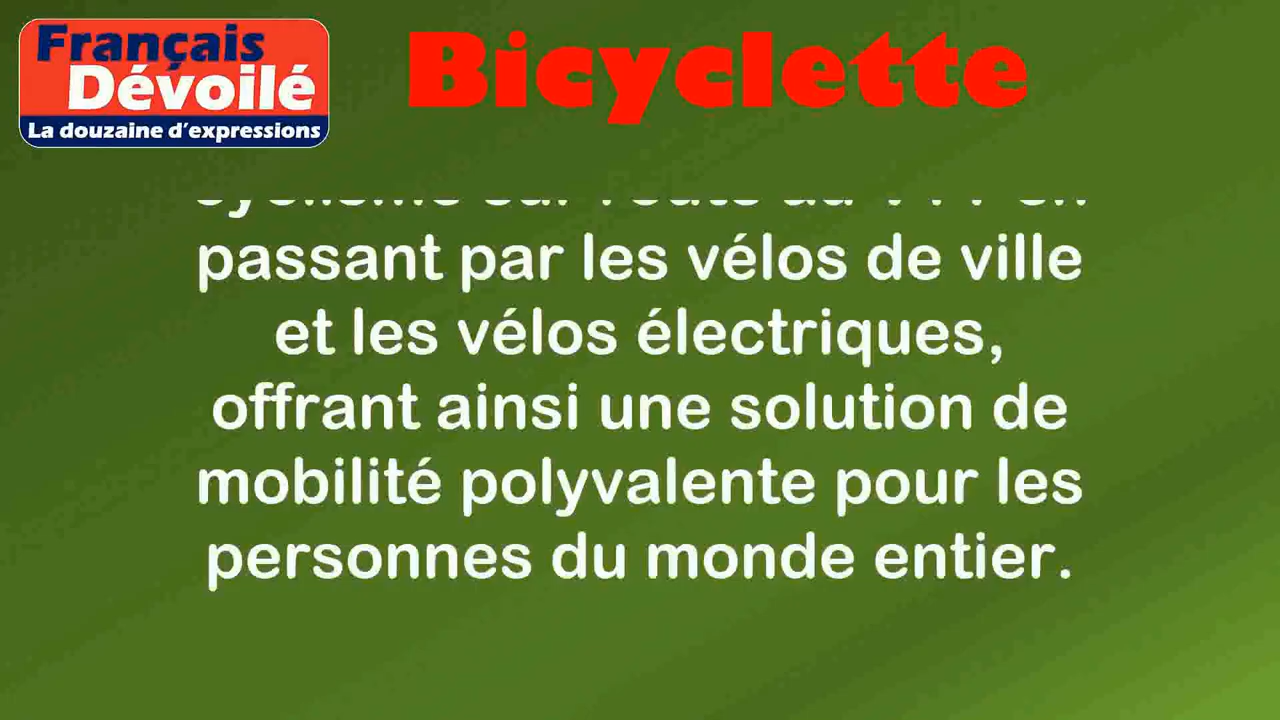 Français
Dévoilé
La douzaine d'expressions
Bicyclette
passant par les vélos de ville
et les vélos électriques,
offrant ainsi une solution de
mobilité polyvalente pour les
personnes du monde entier.